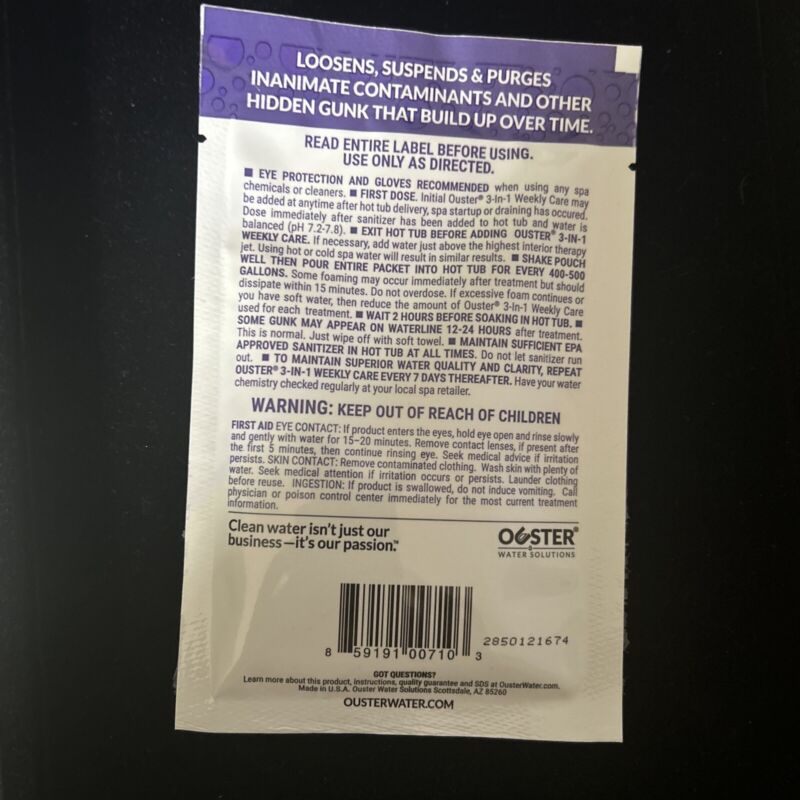 LOOSENS, SUSPENDS & PURGES
INANIMATE CONTAMINANTS AND OTHER
HIDDEN GUNK THAT BUILD UP OVER TIME.
READ ENTIRE LABEL BEFORE USING.
USE ONLY AS DIRECTED.
■ EYE PROTECTION AND GLOVES RECOMMENDED when using any spa
chemicals or cleaners. ■ FIRST DOSE. Initial Ouster® 3-In-1 Weekly Care may
be added at anytime after hot tub delivery, spa startup or draining has occured.
Dose immediately after sanitizer has been added to hot tub and water is
balanced (pH 7.2-7.8). ■ EXIT HOT TUB BEFORE ADDING OUSTER® 3-IN-1
WEEKLY CARE. If necessary, add water just above the highest interior therapy
jet. Using hot or cold spa water will result in similar results. ■ SHAKE POUCH
WELL THEN POUR ENTIRE PACKET INTO HOT TUB FOR EVERY 400-500
GALLONS. Some foaming may occur immediately after treatment but should
dissipate within 15 minutes. Do not overdose. If excessive foam continues or
you have soft water, then reduce the amount of Ouster® 3-In-1 Weekly Care
used for each treatment. ■ WAIT 2 HOURS BEFORE SOAKING IN HOT TUB. ■
SOME GUNK MAY APPEAR ON WATERLINE 12-24 HOURS after treatment.
This is normal. Just wipe off with soft towel. ■ MAINTAIN SUFFICIENT EPA
APPROVED SANITIZER IN HOT TUB AT ALL TIMES. Do not let sanitizer run
out. ■ TO MAINTAIN SUPERIOR WATER QUALITY AND CLARITY, REPEAT
OUSTER® 3-IN-1 WEEKLY CARE EVERY 7 DAYS THEREAFTER. Have your water
chemistry checked regularly at your local spa retailer.
WARNING: KEEP OUT OF REACH OF CHILDREN
FIRST AID EYE CONTACT: If product enters the eyes, hold eye open and rinse slowly
and gently with water for 15-20 minutes. Remove contact lenses, if present after
the first 5 minutes, then continue rinsing eye. Seek medical advice if irritation
persists. SKIN CONTACT: Remove contaminated clothing. Wash skin with plenty of
water. Seek medical attention if irritation occurs or persists. Launder clothing
before reuse. INGESTION: If product is swallowed, do not induce vomiting. Call
physician or poison control center immediately for the most current treatment
information.
Clean water isn't just our
business—it's our passion.™
OUSTER®
WATER SOLUTIONS
2850121674
8 59191 00710 3
GOT QUESTIONS?
Learn more about this product, instructions, quality guarantee and SDS at OusterWater.com.
Made in U.S.A. Ouster Water Solutions Scottsdale, AZ 85260
OUSTERWATER.COM